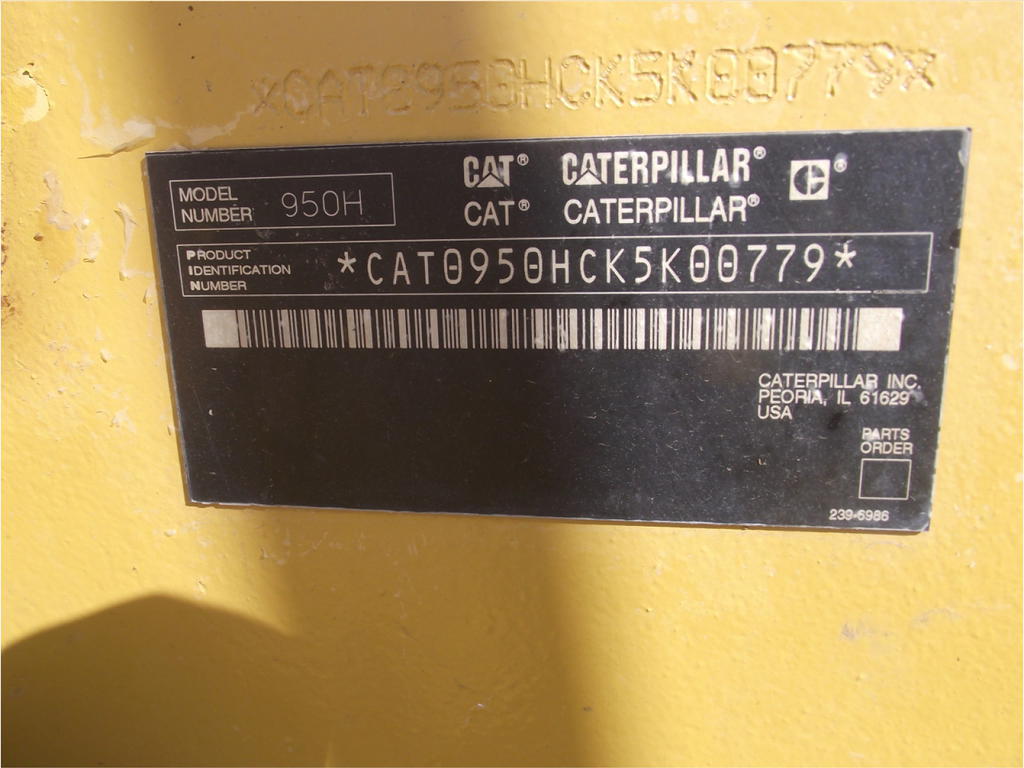 *CAT0950HCK5K00779*
CAT® CATERPILLAR® ®
CAT® CATERPILLAR®
MODEL
NUMBER 950H
PRODUCT
IDENTIFICATION
NUMBER
*CAT0950HCK5K00779*
CATERPILLAR INC.
PEORIA, IL 61629
USA
PARTS
ORDER
239-6986